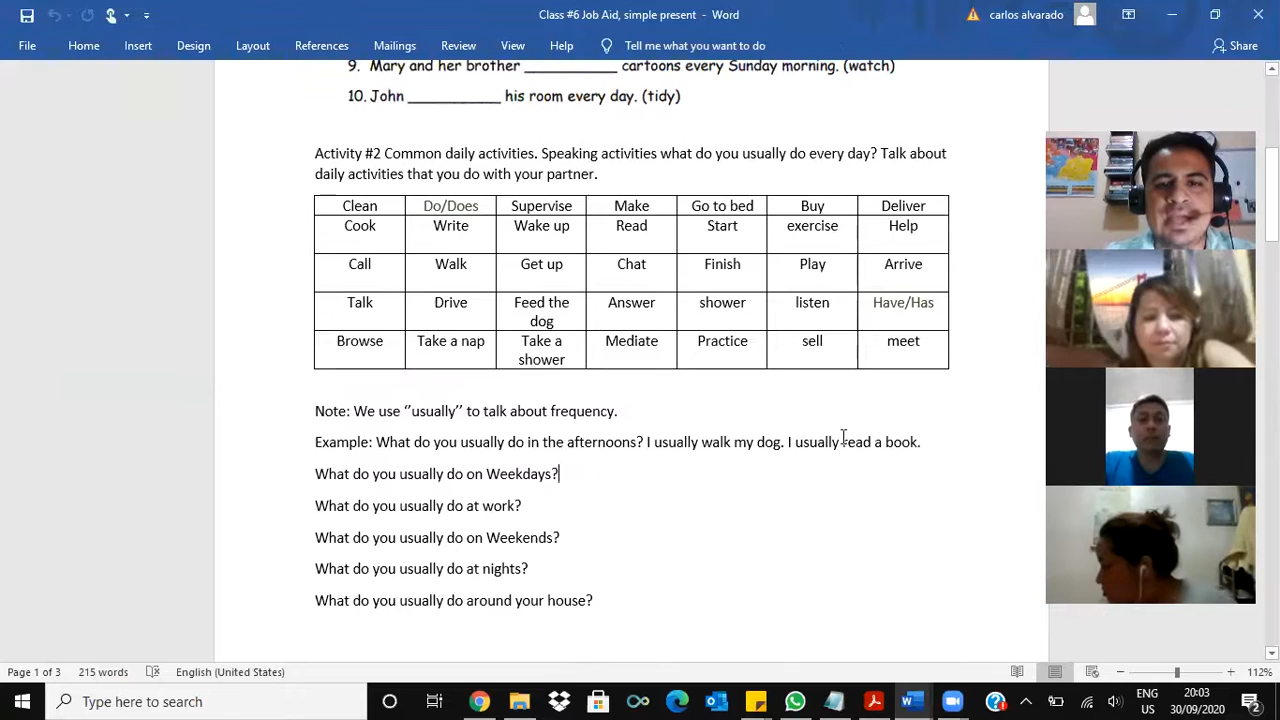 Class #6 Job Aid, simple present - Word
carlos alvarado
File Home Insert Draw Design Layout References Mailings Review View Help Tell me what you want to do Share
9. Mary and her brother __________ cartoons every Sunday morning. (watch)
10. John __________ his room every day. (tidy)
Activity #2 Common daily activities. Speaking activities what do you usually do every day? Talk about
daily activities that you do with your partner.
Clean Do/Does Supervise Make Go to bed Buy Deliver
Cook Write Wake up Read Start exercise Help
Call Walk Get up Chat Finish Play Arrive
Talk Drive Feed the dog Answer shower listen Have/Has
Browse Take a nap Take a shower Mediate Practice sell meet
Note: We use ‘’usually’’ to talk about frequency.
Example: What do you usually do in the afternoons? I usually walk my dog. I usually read a book.
What do you usually do on Weekdays?
What do you usually do at work?
What do you usually do on Weekends?
What do you usually do at nights?
What do you usually do around your house?
Page 1 of 3 215 words English (United States) 112%
Type here to search
ENG 20:03
US 30/09/2020 2